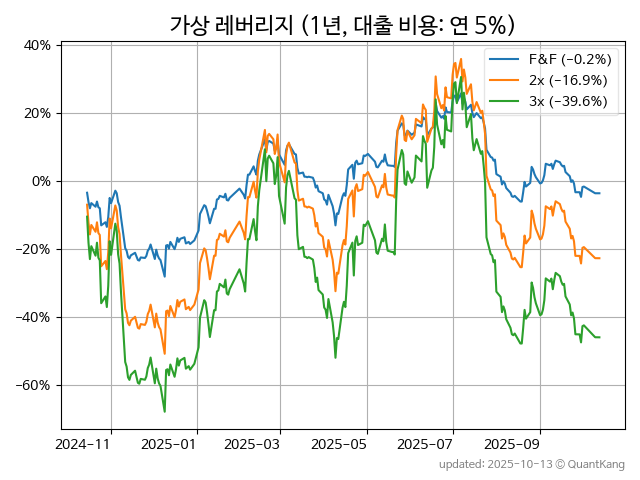 가상 레버리지 (1년, 대출 비용: 연 5%)
40%
20%
0%
−20%
−40%
−60%
F&F (−0.2%)
2x (−16.9%)
3x (−39.6%)
2024-11
2025-01
2025-03
2025-05
2025-07
2025-09
updated: 2025-10-13 © QuantKang